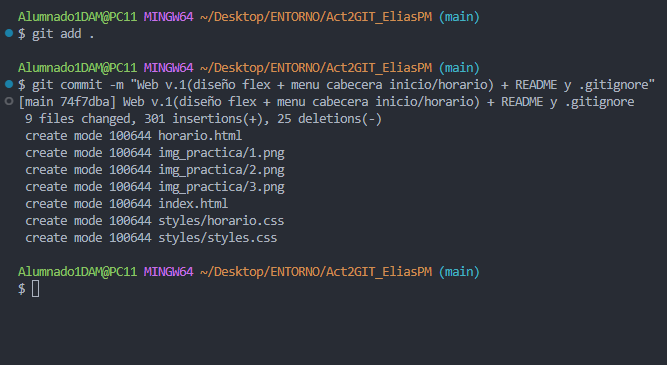 Alumnado1DAM@PC11 MINGW64 ~/Desktop/ENTORNO/Act2GIT_EliasPM (main)
$ git add .
Alumnado1DAM@PC11 MINGW64 ~/Desktop/ENTORNO/Act2GIT_EliasPM (main)
$ git commit -m "Web v.1(diseño flex + menu cabecera inicio/horario) + README y .gitignore"
[main 74f7dba] Web v.1(diseño flex + menu cabecera inicio/horario) + README y .gitignore
9 files changed, 301 insertions(+), 25 deletions(-)
create mode 100644 horario.html
create mode 100644 img_practica/1.png
create mode 100644 img_practica/2.png
create mode 100644 img_practica/3.png
create mode 100644 index.html
create mode 100644 styles/horario.css
create mode 100644 styles/styles.css
Alumnado1DAM@PC11 MINGW64 ~/Desktop/ENTORNO/Act2GIT_EliasPM (main)
$